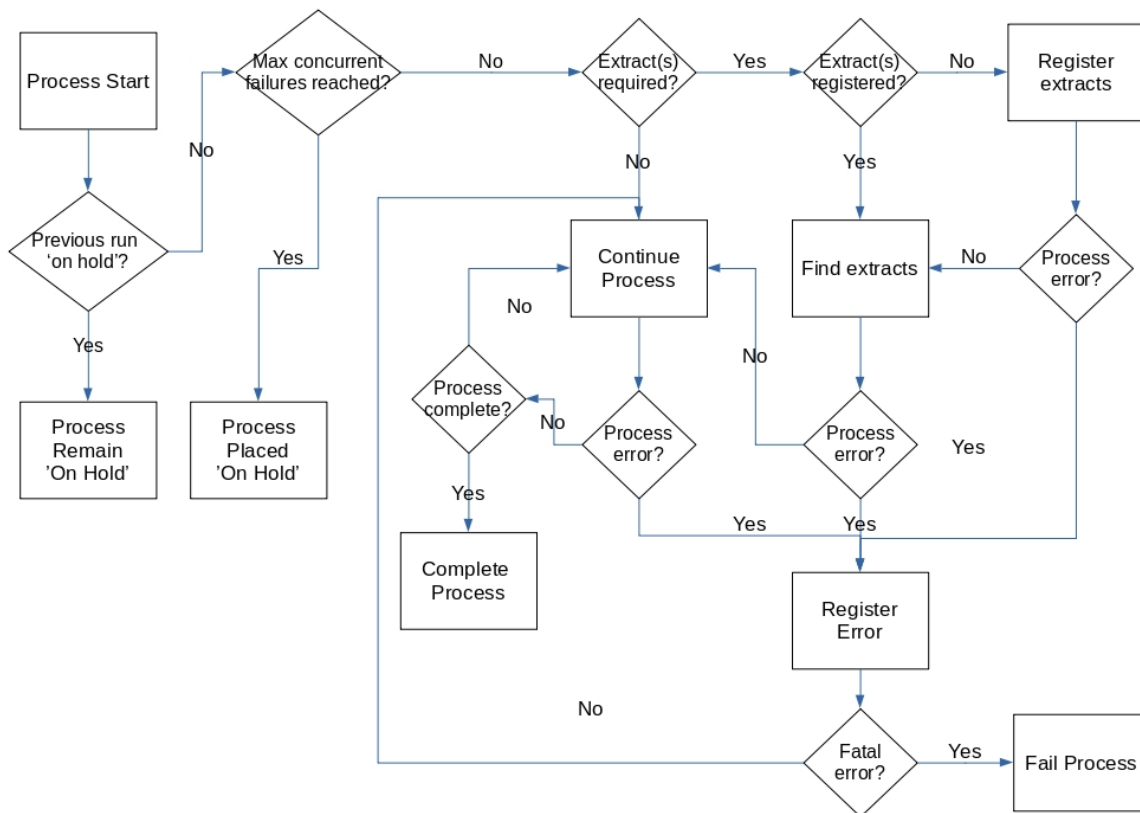 Process Start
Max concurrent
failures reached?
No
Extract(s)
required?
Yes
Extract(s)
registered?
No
Register
extracts
No
No
Yes
Previous run
‘on hold’?
Yes
Continue
Process
Find extracts
No
Process
error?
No
Yes
Process
complete?
No
No
Process
Remain
’On Hold’
Process
Placed
’On Hold’
Process
error?
Process
error?
Yes
Yes
Yes
Yes
Complete
Process
Register
Error
No
Fatal
error?
Yes
Fail Process